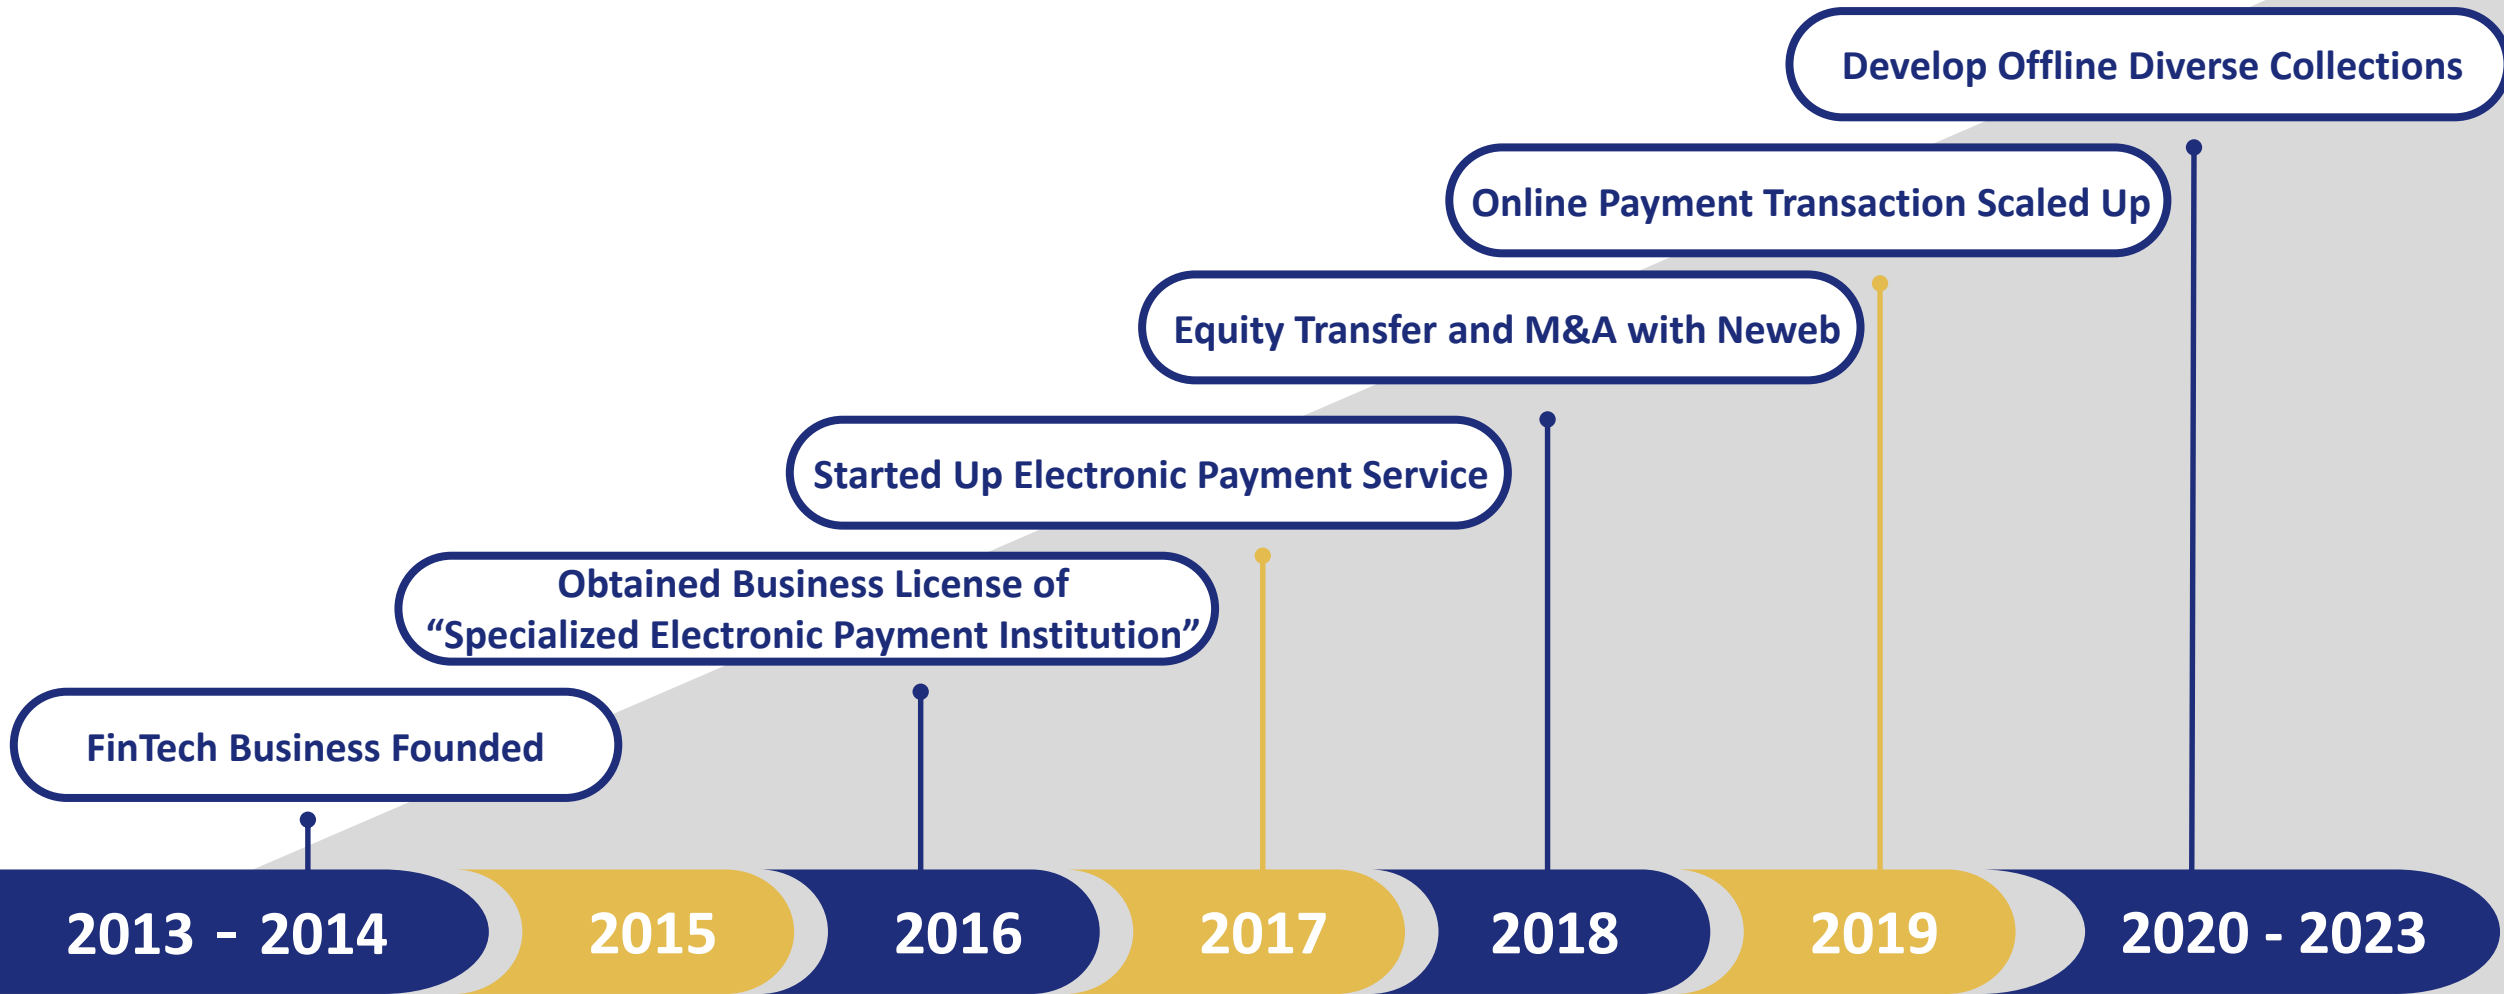 Develop Offline Diverse Collections
Online Payment Transaction Scaled Up
Equity Transfer and M&A with Neweb
Started Up Electronic Payment Service
Obtained Business License of
“Specialized Electronic Payment Institution”
FinTech Business Founded
2013 - 2014
2015
2016
2017
2018
2019
2020 - 2023